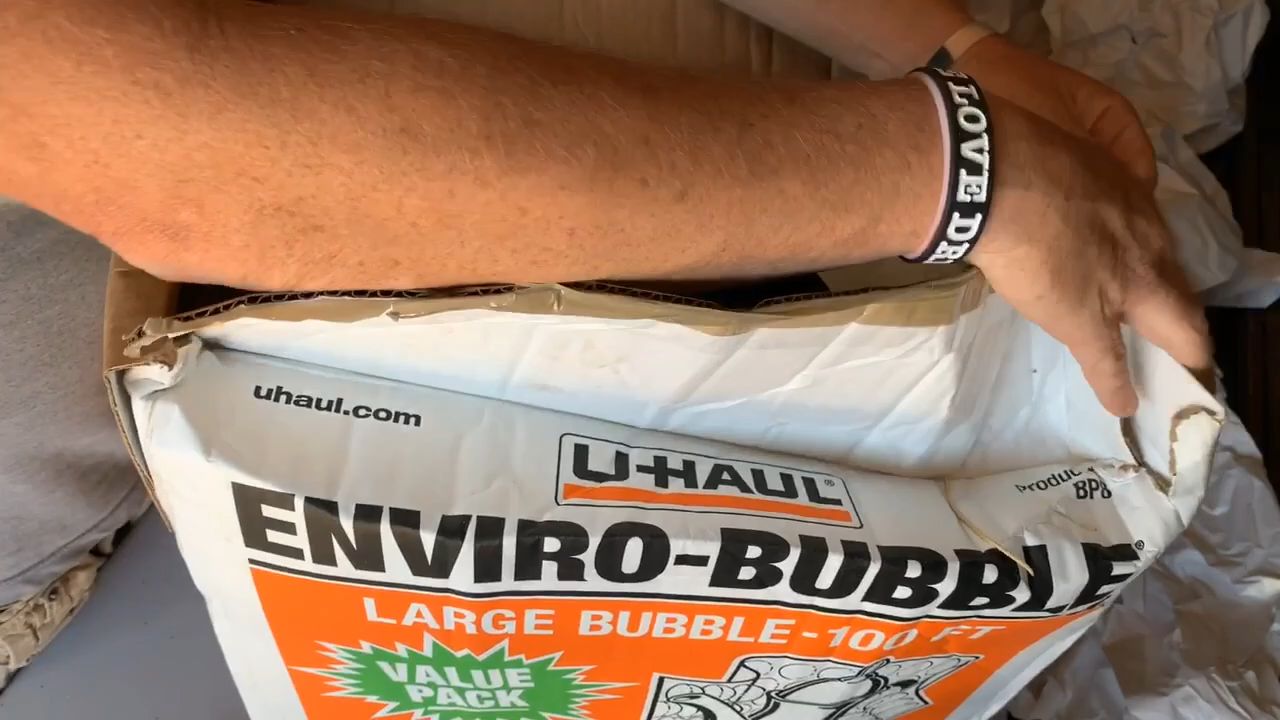 LOVE
uhaul.com
U-HAUL®
ENVIRO-BUBBLE®
LARGE BUBBLE-100 FT
VALUE
PACK